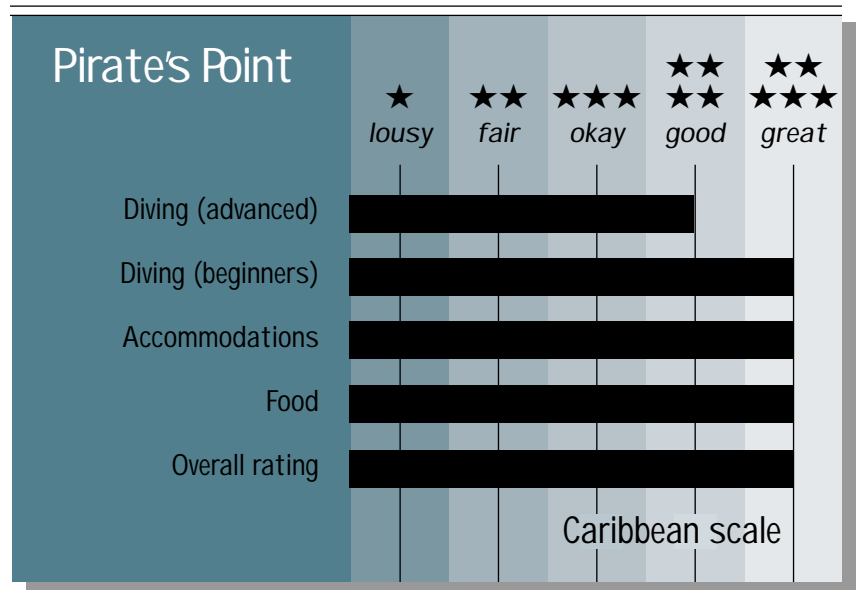 Pirate's Point
★ ★★ ★★★ ★★★★ ★★★★★
lousy fair okay good great
Diving (advanced)
Diving (beginners)
Accommodations
Food
Overall rating
Caribbean scale